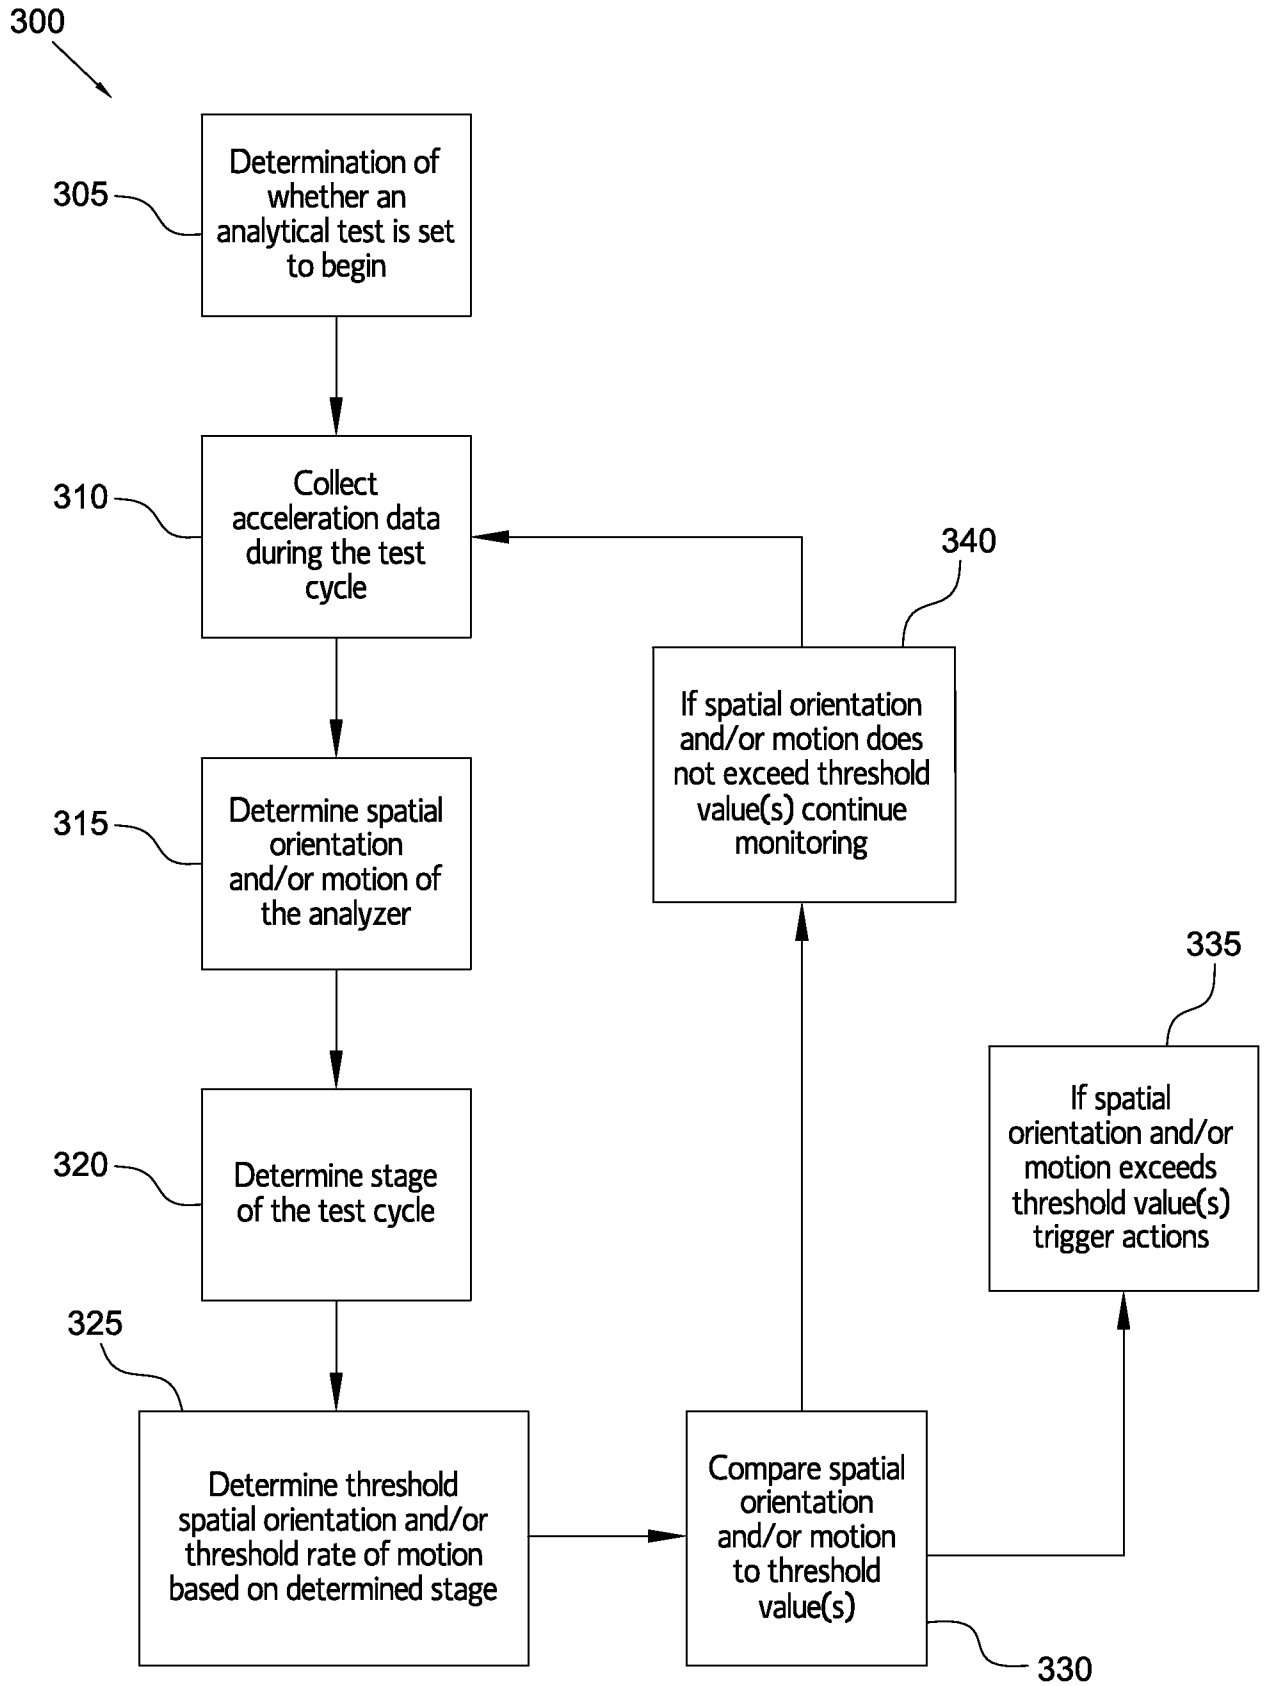 300
305
Determination of
whether an
analytical test is set
to begin
310
Collect
acceleration data
during the test
cycle
315
Determine spatial
orientation
and/or motion of
the analyzer
320
Determine stage
of the test cycle
325
Determine threshold
spatial orientation and/or
threshold rate of motion
based on determined stage
330
Compare spatial
orientation
and/or motion
to threshold
value(s)
340
If spatial orientation
and/or motion does
not exceed threshold
value(s) continue
monitoring
335
If spatial
orientation and/or
motion exceeds
threshold value(s)
trigger actions